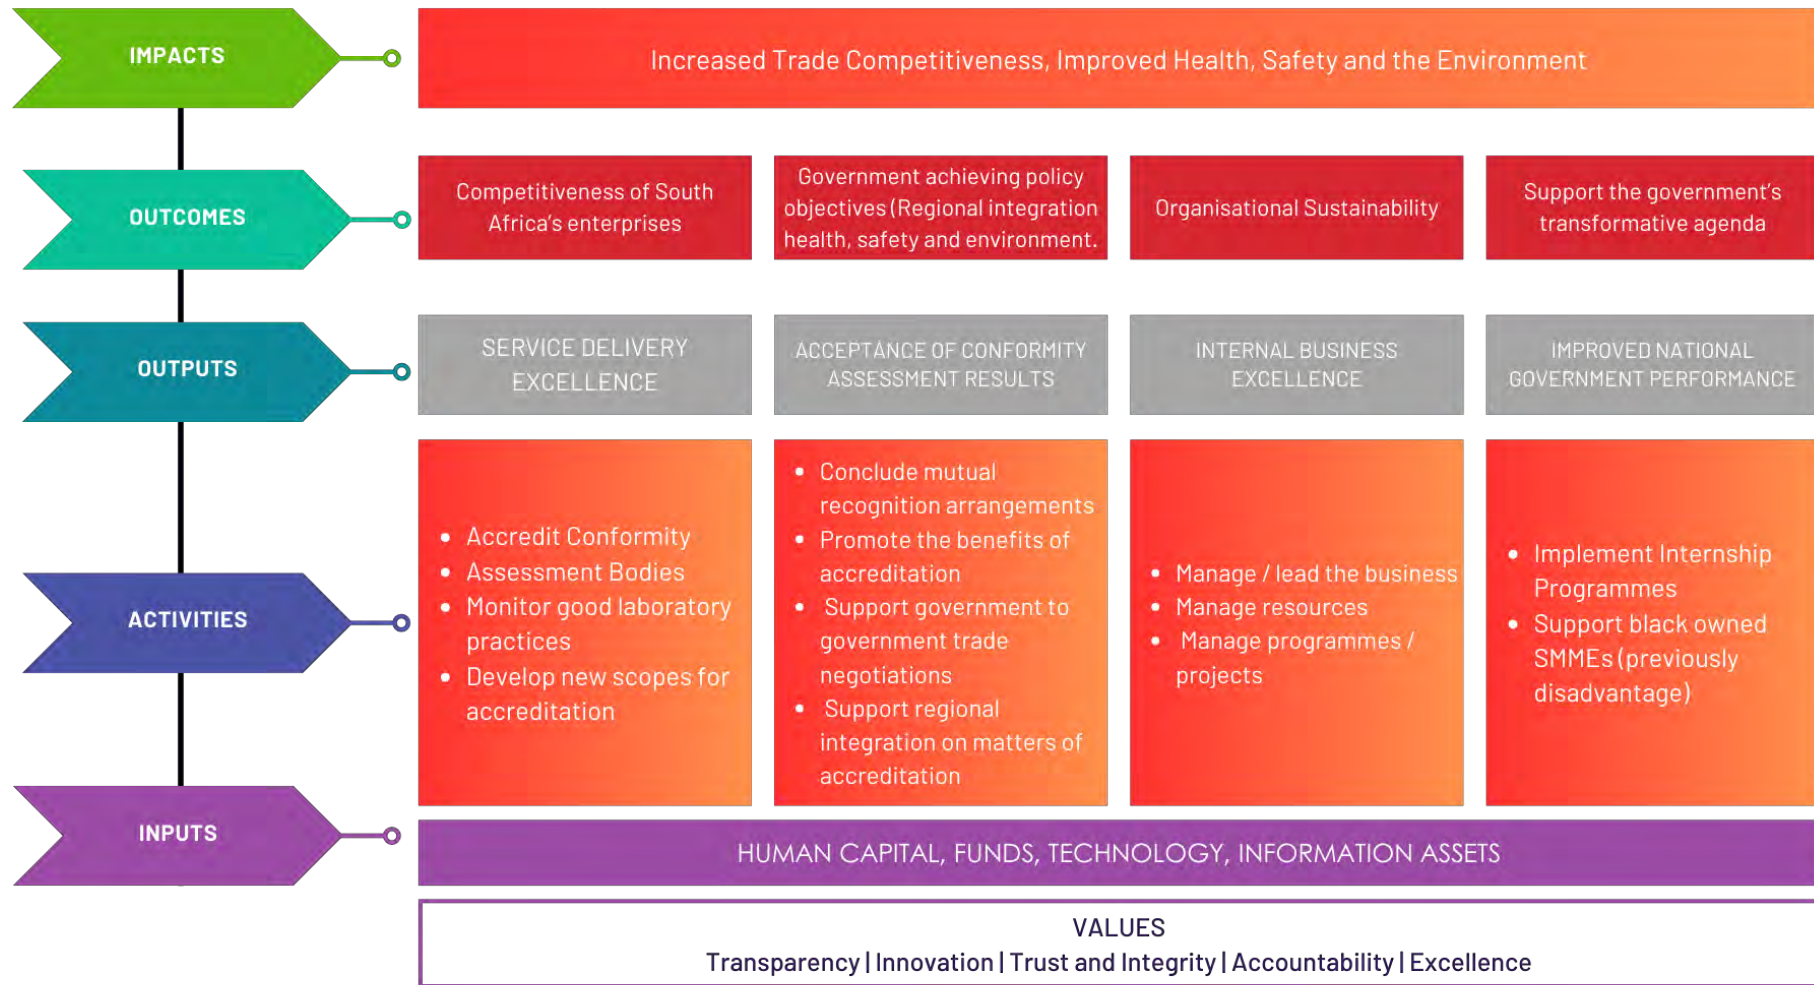 IMPACTS
Increased Trade Competitiveness, Improved Health, Safety and the Environment
OUTCOMES
Competitiveness of South
Africa's enterprises
Government achieving policy
objectives (Regional integration
health, safety and environment.
Organisational Sustainability
Support the government's
transformative agenda
OUTPUTS
SERVICE DELIVERY
EXCELLENCE
ACCEPTANCE OF CONFORMITY
ASSESSMENT RESULTS
INTERNAL BUSINESS
EXCELLENCE
IMPROVED NATIONAL
GOVERNMENT PERFORMANCE
ACTIVITIES
• Accredit Conformity
• Assessment Bodies
• Monitor good laboratory
practices
• Develop new scopes for
accreditation
• Conclude mutual
recognition arrangements
• Promote the benefits of
accreditation
• Support government to
government trade
negotiations
• Support regional
integration on matters of
accreditation
• Manage / lead the business
• Manage resources
• Manage programmes /
projects
• Implement Internship
Programmes
• Support black owned
SMMEs (previously
disadvantage)
INPUTS
HUMAN CAPITAL, FUNDS, TECHNOLOGY, INFORMATION ASSETS
VALUES
Transparency | Innovation | Trust and Integrity | Accountability | Excellence